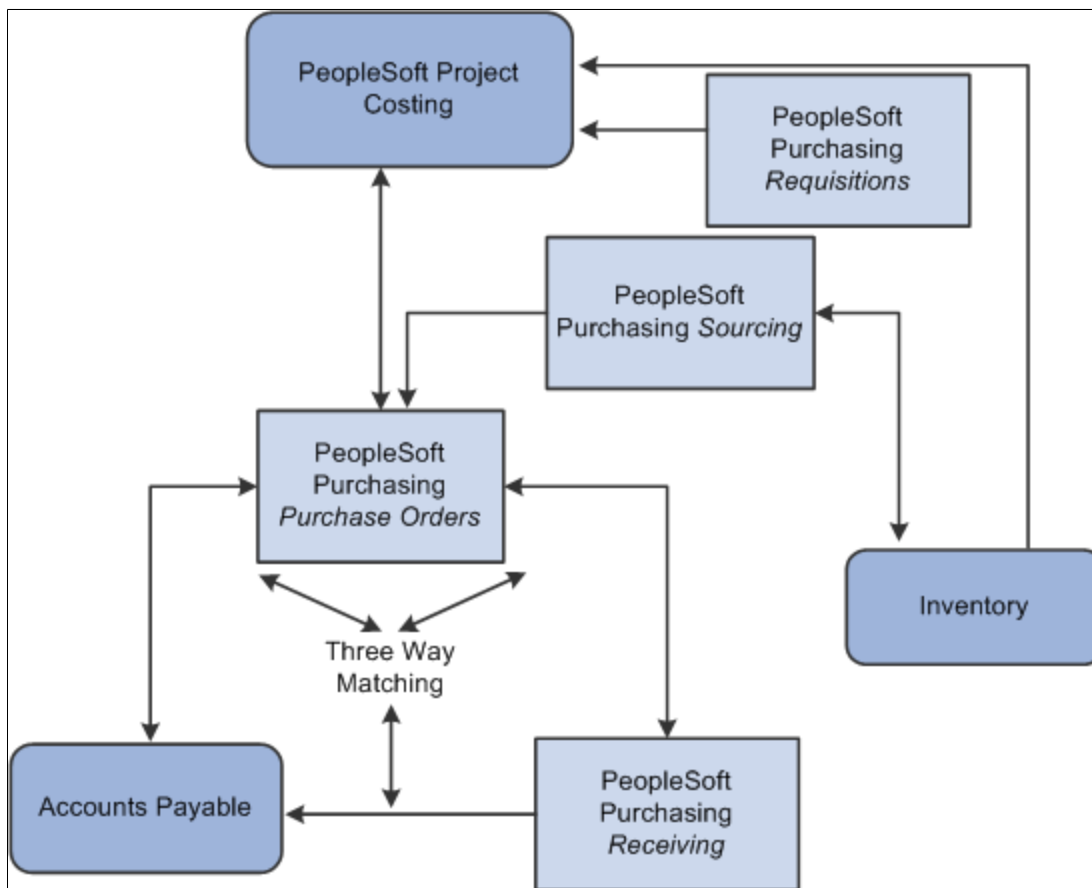 PeopleSoft Project
Costing
PeopleSoft
Purchasing
Requisitions
PeopleSoft
Purchasing Sourcing
PeopleSoft
Purchasing
Purchase Orders
Inventory
Three Way
Matching
Accounts Payable
PeopleSoft
Purchasing
Receiving